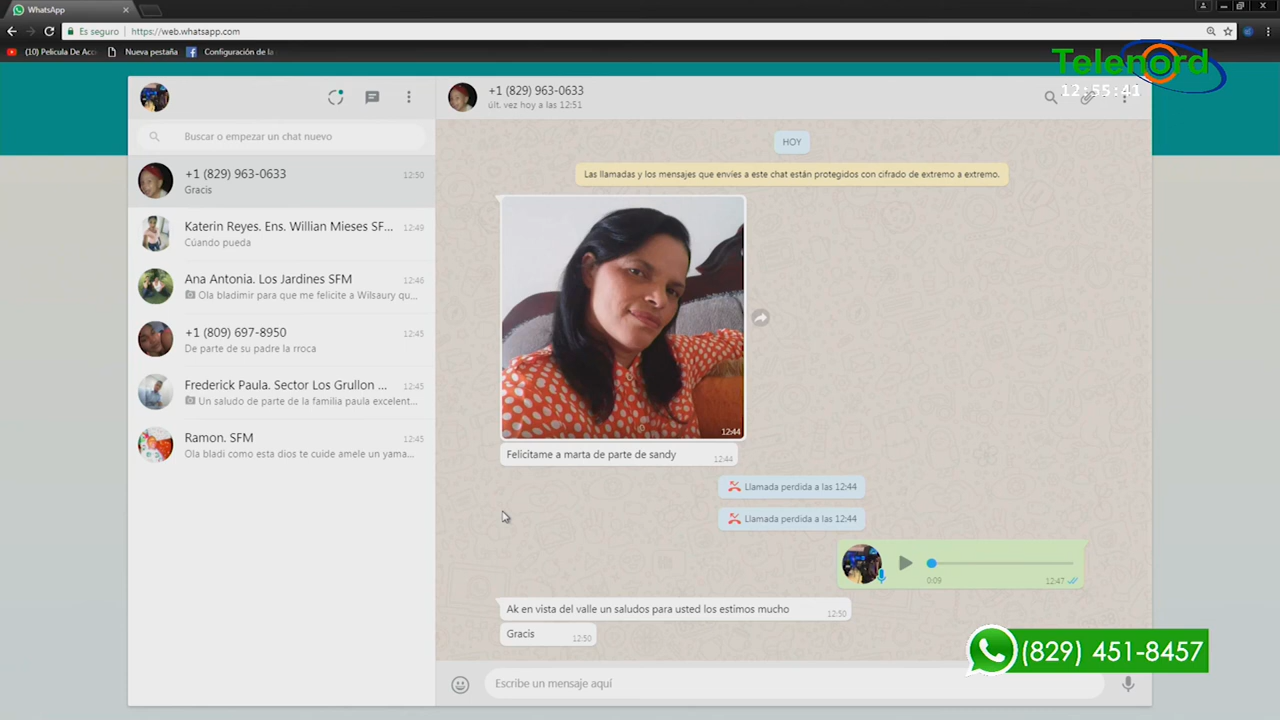 WhatsApp
Es seguro
https://web.whatsapp.com
(10) Pelicula De Acc
Nueva pestaña
Configuración de la
Telenord
12:55:41
+1 (829) 963-0633
últ. vez hoy a las 12:51
Buscar o empezar un chat nuevo
+1 (829) 963-0633
12:50
Gracis
Katerin Reyes. Ens. Willian Mieses SF...
12:49
Cúando pueda
Ana Antonia. Los Jardines SFM
12:46
Ola bladimir para que me felicite a Wilsaury qu...
+1 (809) 697-8950
12:45
De parte de su padre la rroca
Frederick Paula. Sector Los Grullon ...
12:45
Un saludo de parte de la familia paula excelent...
Ramon. SFM
12:45
Ola bladi como esta dios te cuide amele un yama...
HOY
Las llamadas y los mensajes que envíes a este chat están protegidos con cifrado de extremo a extremo.
12:44
Felicitame a marta de parte de sandy
12:44
Llamada perdida a las 12:44
Llamada perdida a las 12:44
0:09
12:47
Ak en vista del valle un saludos para usted los estimos mucho
12:50
Gracis
12:50
(829) 451-8457
Escribe un mensaje aquí